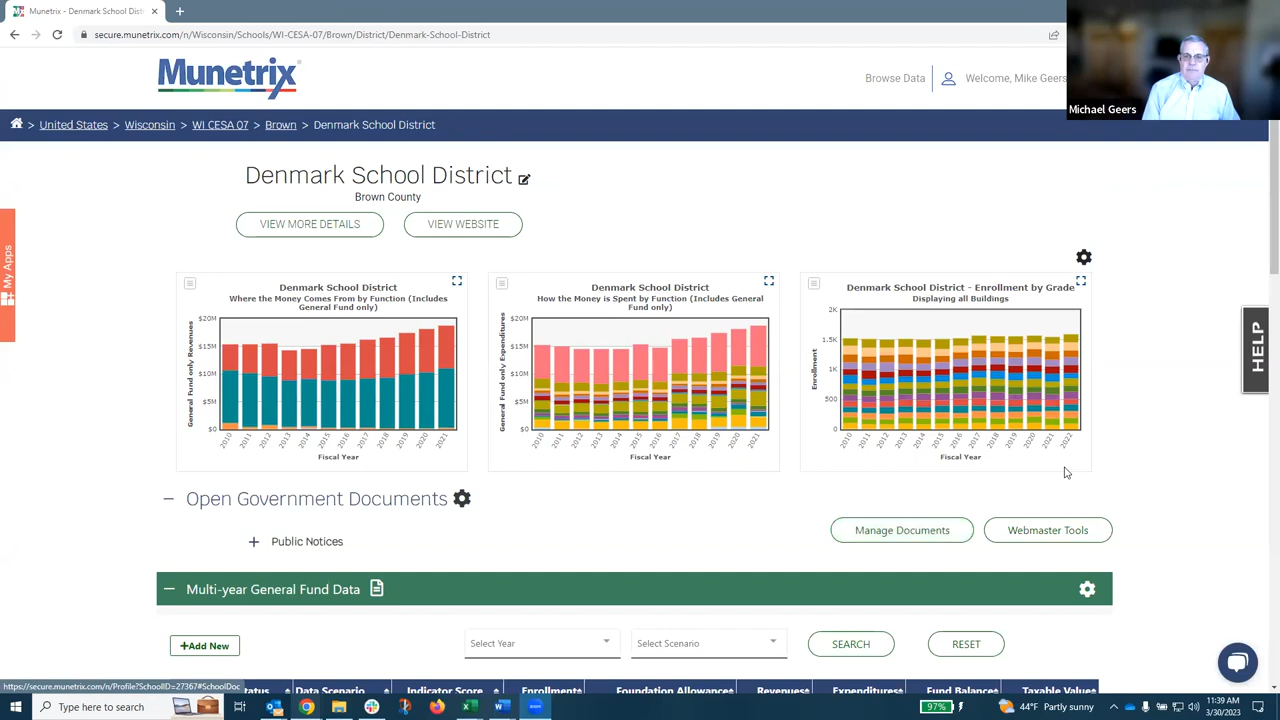 Munetrix - Denmark School Dist
secure.munetrix.com/n/Wisconsin/Schools/WI-CESA-07/Brown/District/Denmark-School-District
Munetrix
Browse Data
Welcome, Mike Geers
Michael Geers
> United States > Wisconsin > WI CESA 07 > Brown > Denmark School District
My Apps
HELP
Denmark School District
Brown County
VIEW MORE DETAILS
VIEW WEBSITE
Denmark School District
Where the Money Comes From by Function (Includes
General Fund only)
General Fund only Revenues
$20M
$15M
$10M
$5M
$0
2010 2011 2012 2013 2014 2015 2016 2017 2018 2019 2020 2021
Fiscal Year
Denmark School District
How the Money is Spent by Function (Includes General
Fund only)
General Fund only Expenditures
$20M
$15M
$10M
$5M
$0
2010 2011 2012 2013 2014 2015 2016 2017 2018 2019 2020 2021
Fiscal Year
Denmark School District - Enrollment by Grade
Displaying all Buildings
Enrollment
2K
1.5K
1K
500
0
2010 2011 2012 2013 2014 2015 2016 2017 2018 2019 2020 2021 2022
Fiscal Year
Open Government Documents
Manage Documents
Webmaster Tools
+ Public Notices
Multi-year General Fund Data
+Add New
Select Year
Select Scenario
SEARCH
RESET
https://secure.munetrix.com/n/Profile?SchoolID=27367#SchoolDoc
tatus Data Scenario Indicator Score Enrollment Foundation Allowance Revenues Expenditures Fund Balance Taxable Value
Type here to search
97%
44°F Partly sunny
11:39 AM
3/30/2023